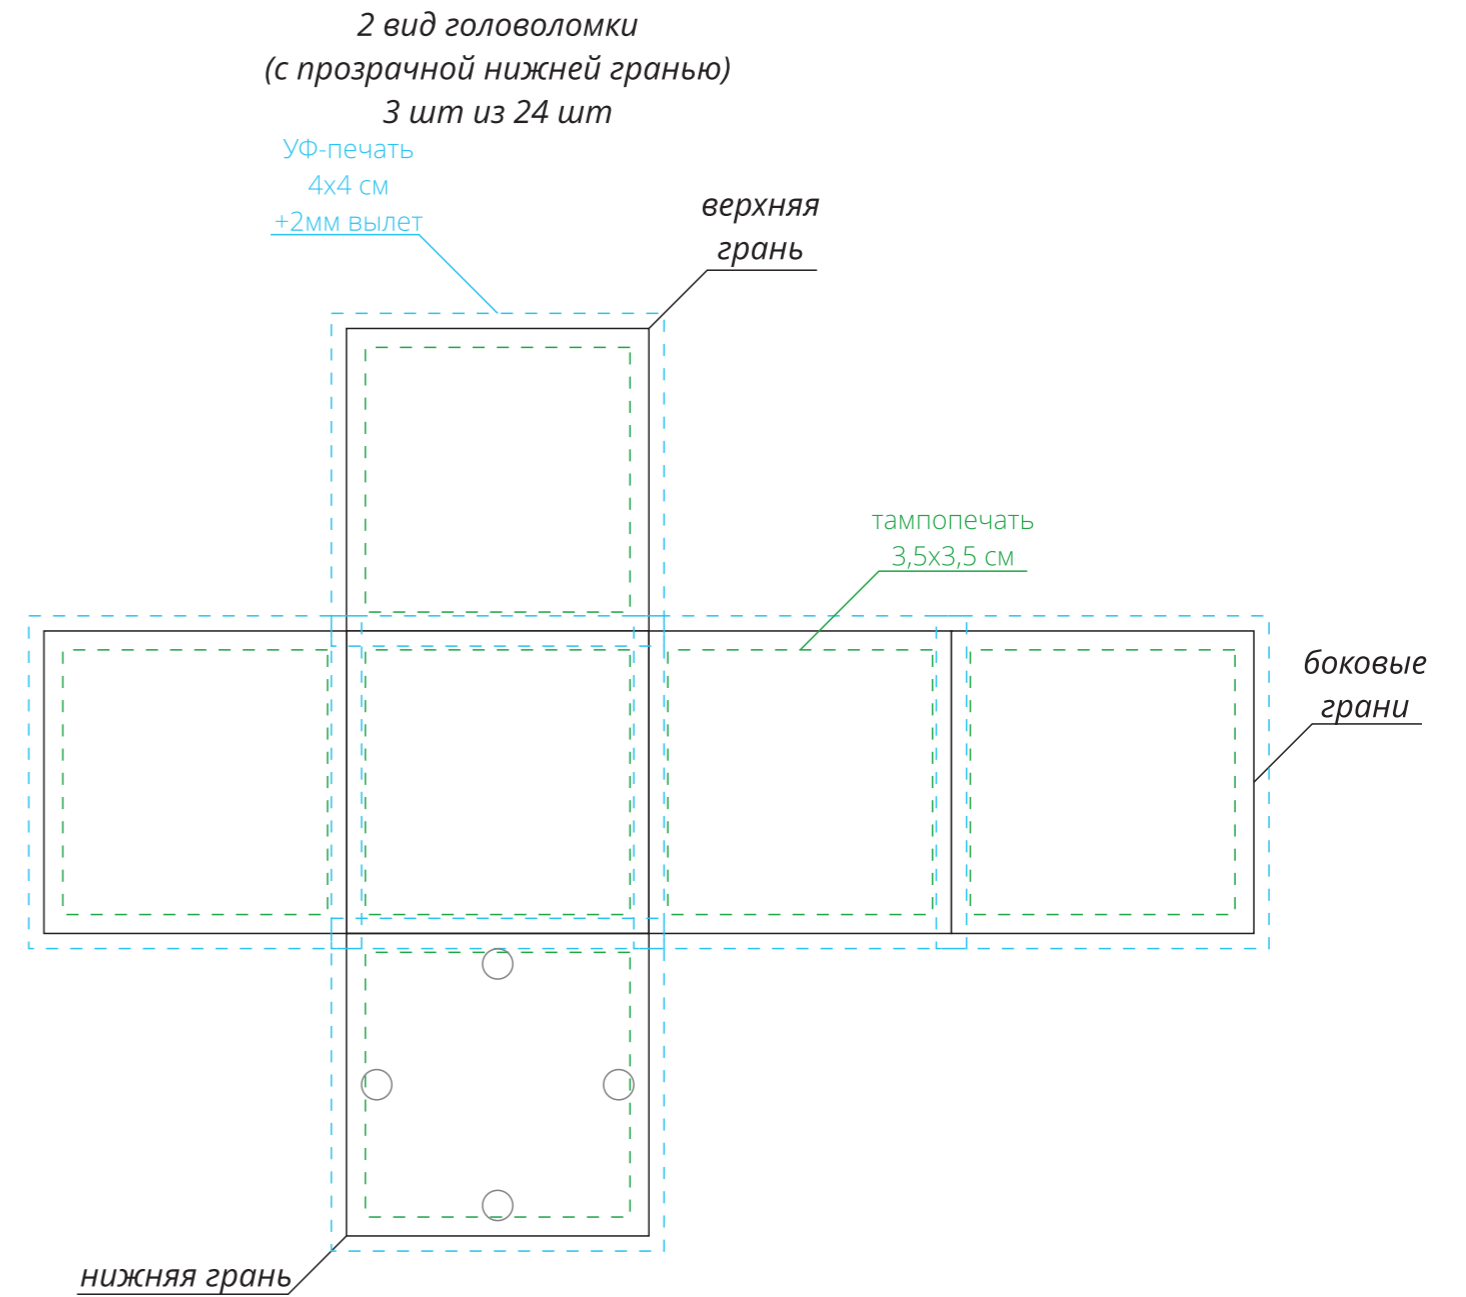 2 вид головоломки
(с прозрачной нижней гранью)
3 шт из 24 шт
УФ-печать
4х4 см
+2мм вылет
верхняя
грань
тампопечать
3,5х3,5 см
боковые
грани
нижняя грань